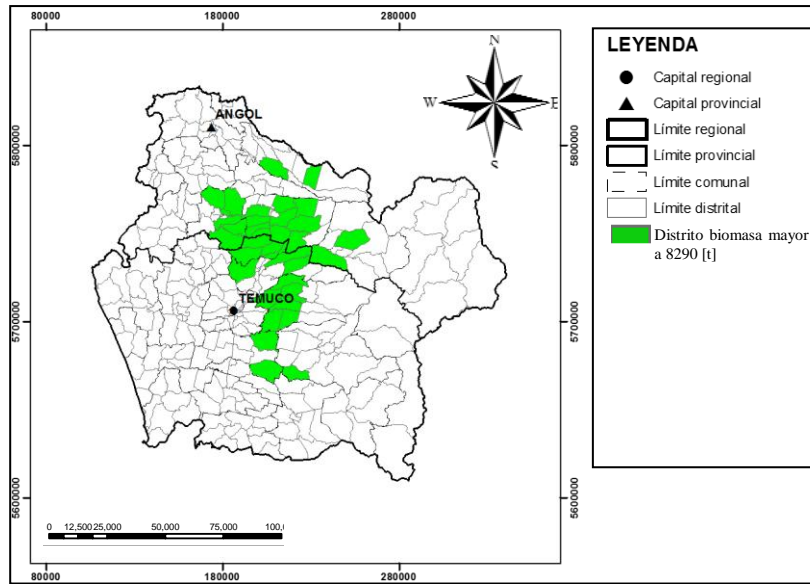 80000 180000 280000
LEYENDA
Capital regional
Capital provincial
Límite regional
Límite provincial
Límite comunal
Límite distrital
Distrito biomasa mayor
a 8290 [t]
N
W E
S
ANGOL
TEMUCO
5800000 5800000
5700000 5700000
5600000 5600000
0 12,500 25,000 50,000 75,000 100,0
80000 180000 280000